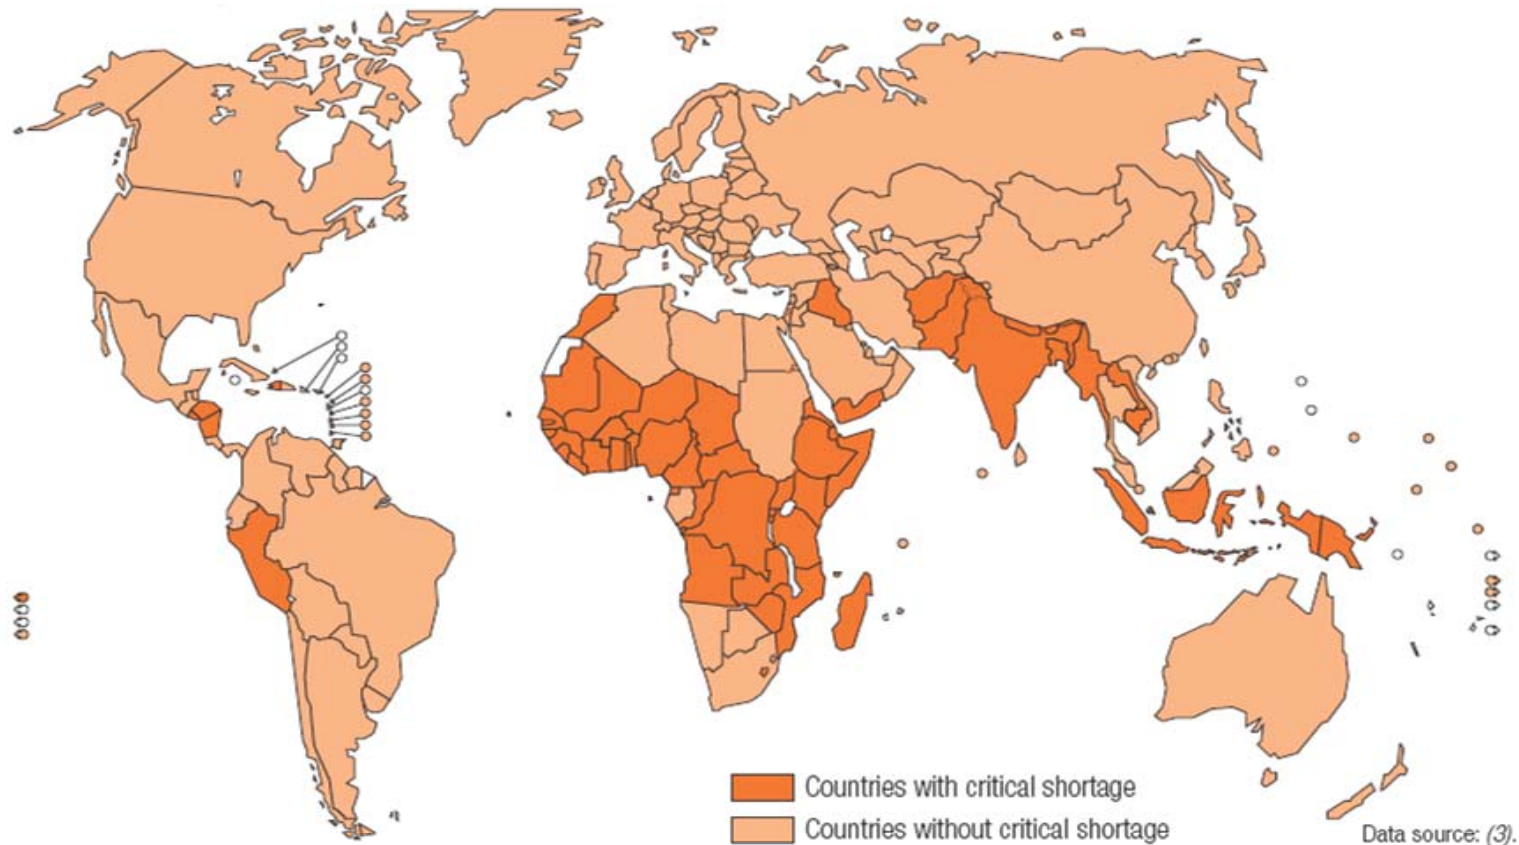 Countries with critical shortage
Countries without critical shortage
Data source: (3).